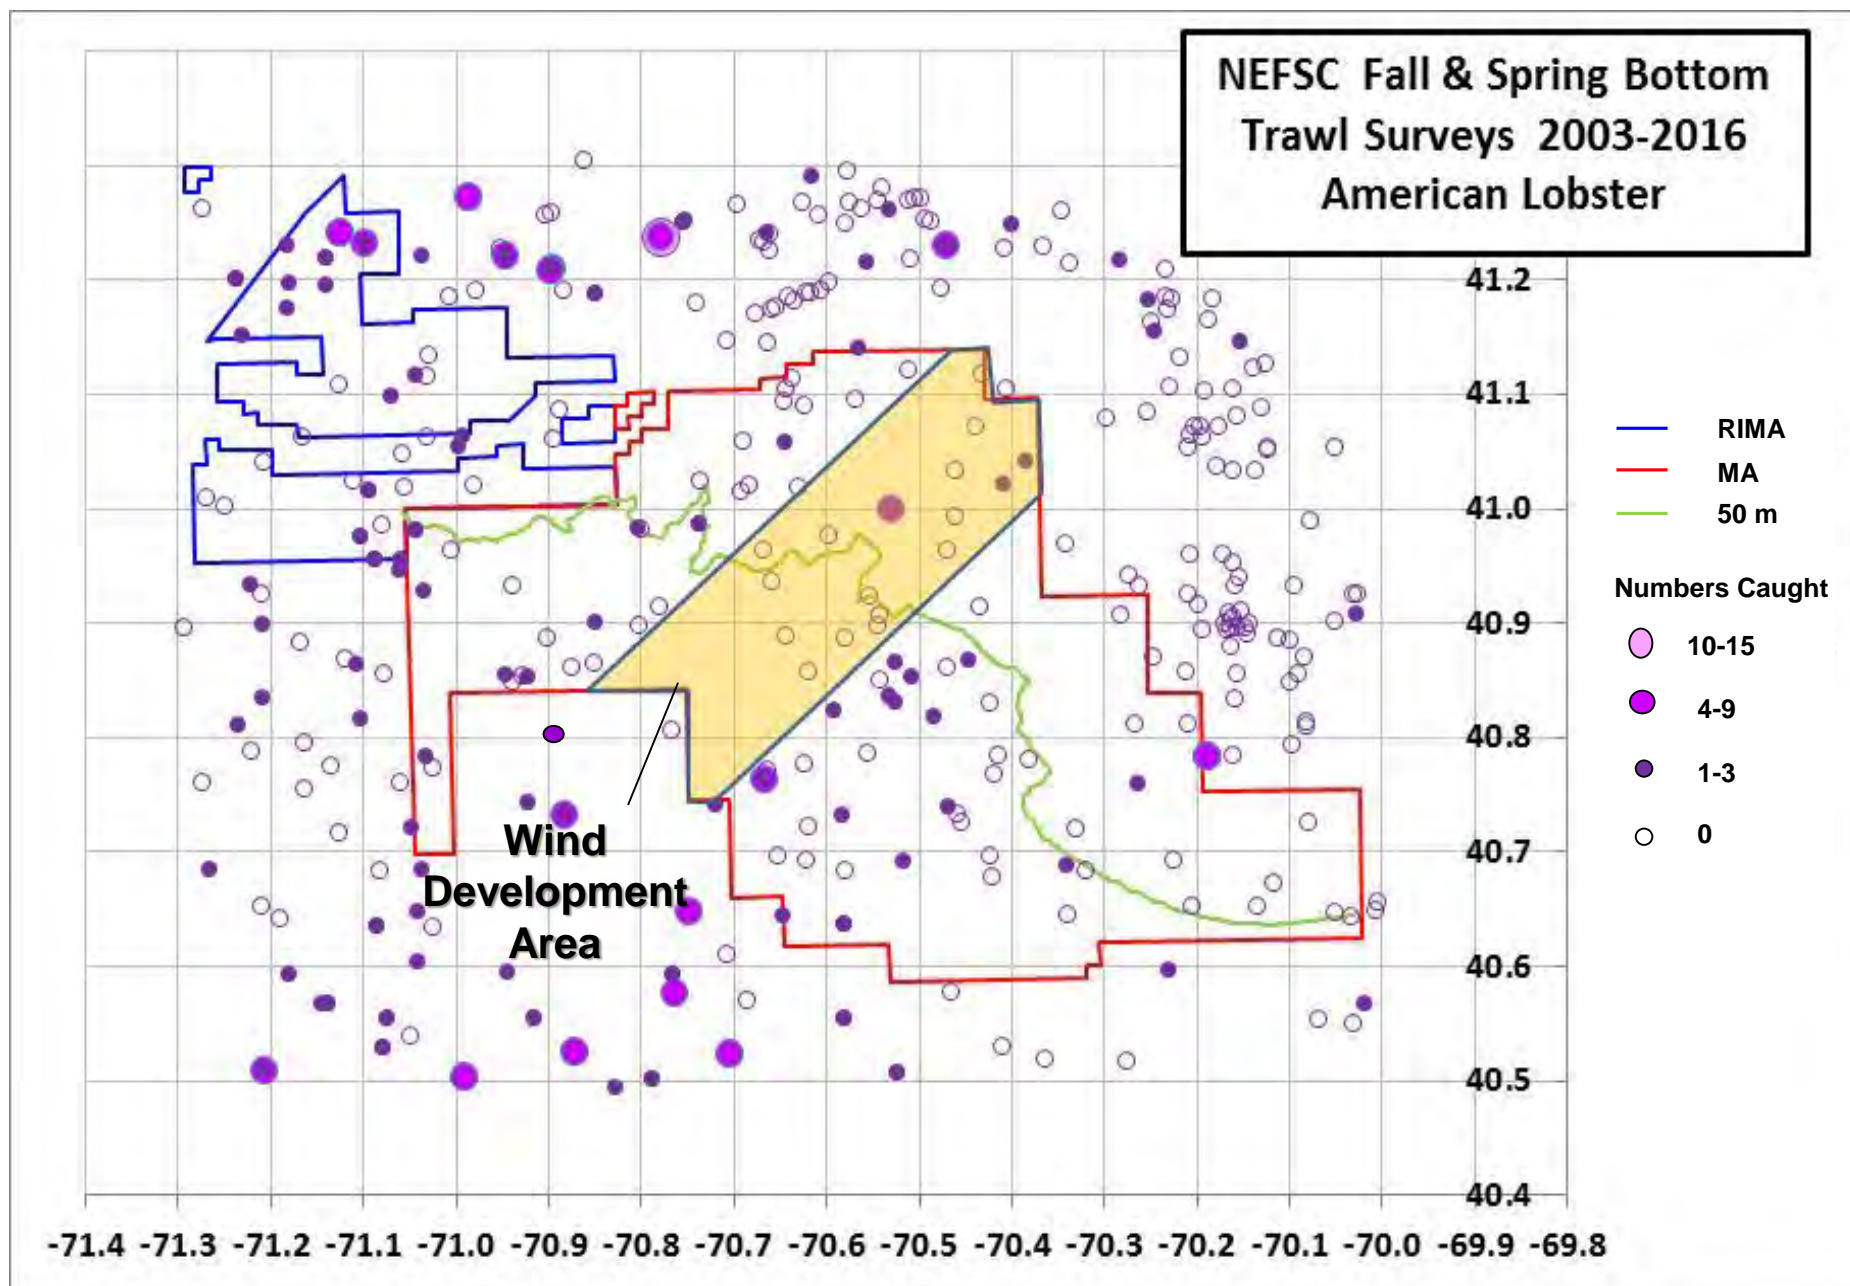 NEFSC Fall & Spring Bottom
Trawl Surveys 2003-2016
American Lobster
41.2
41.1
41.0
40.9
40.8
40.7
40.6
40.5
40.4
RIMA
MA
50 m
Numbers Caught
10-15
4-9
1-3
0
Wind
Development
Area
-71.4 -71.3 -71.2 -71.1 -71.0 -70.9 -70.8 -70.7 -70.6 -70.5 -70.4 -70.3 -70.2 -70.1 -70.0 -69.9 -69.8